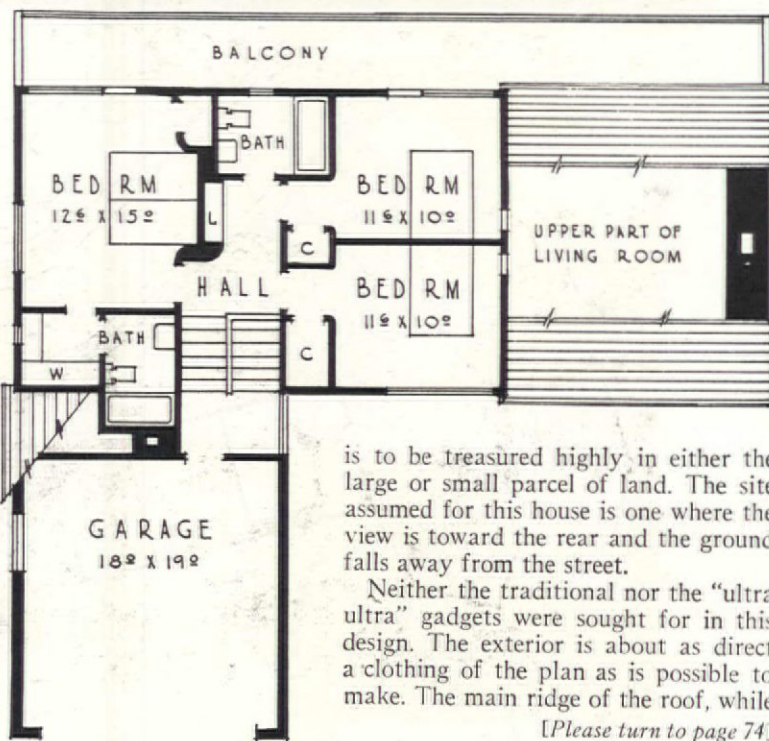 BALCONY
BATH
BED RM
12⁶ X 15⁰
L
BED RM
11⁶ X 10⁰
C
UPPER PART OF
LIVING ROOM
HALL
BED RM
11⁶ X 10⁰
C
BATH
W
GARAGE
18⁰ X 19⁰
is to be treasured highly in either the
large or small parcel of land. The site
assumed for this house is one where the
view is toward the rear and the ground
falls away from the street.
Neither the traditional nor the “ultra
ultra” gadgets were sought for in this
design. The exterior is about as direct
a clothing of the plan as is possible to
make. The main ridge of the roof, while
[Please turn to page 74]